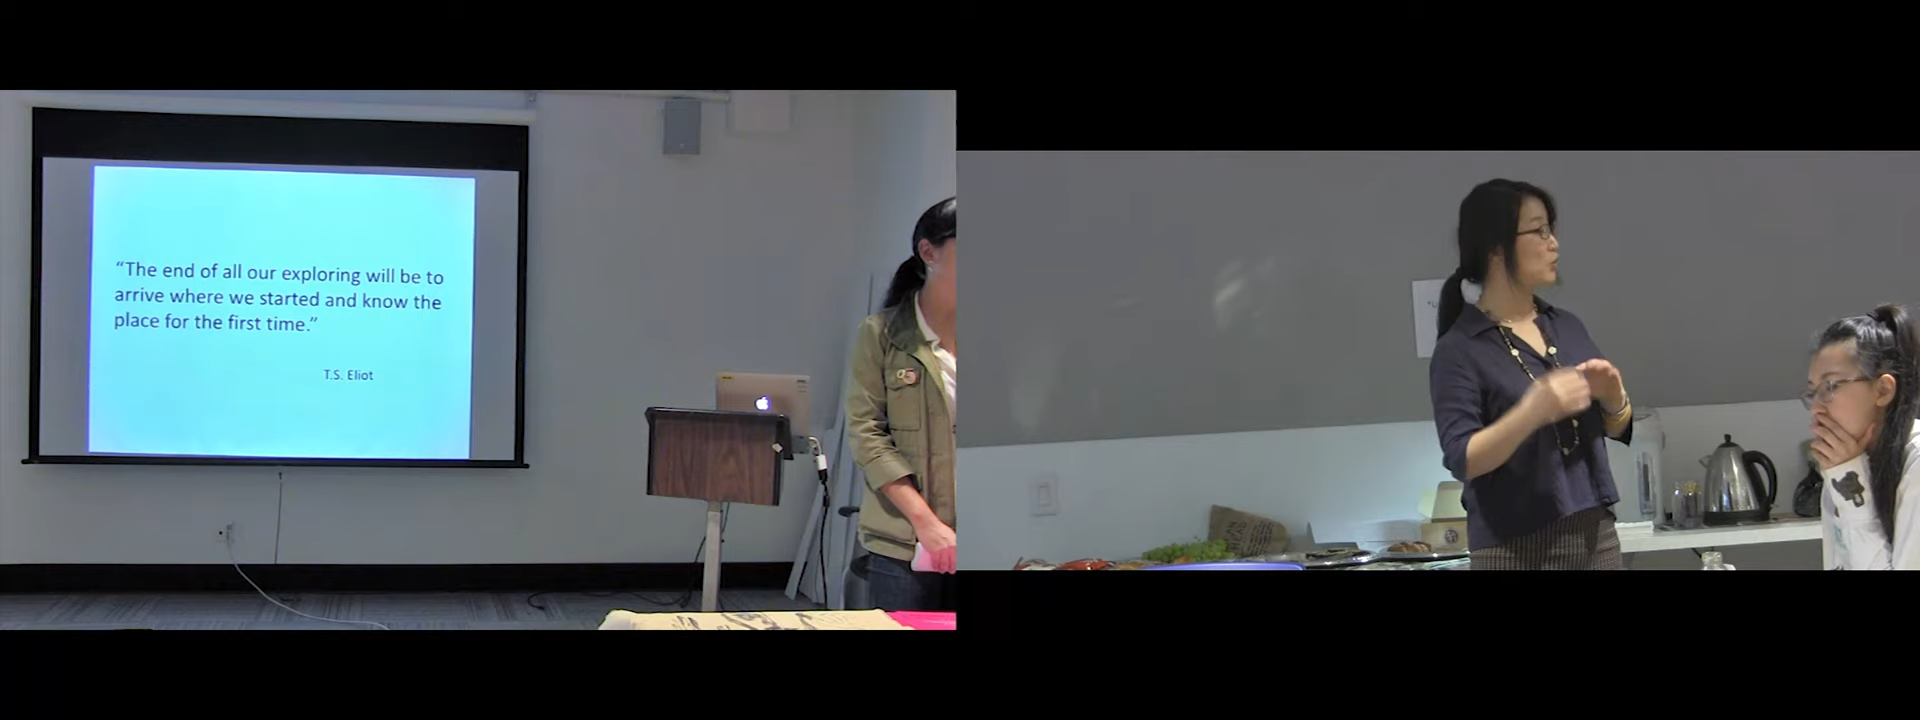 “The end of all our exploring will be to
arrive where we started and know the
place for the first time.”
T.S. Eliot